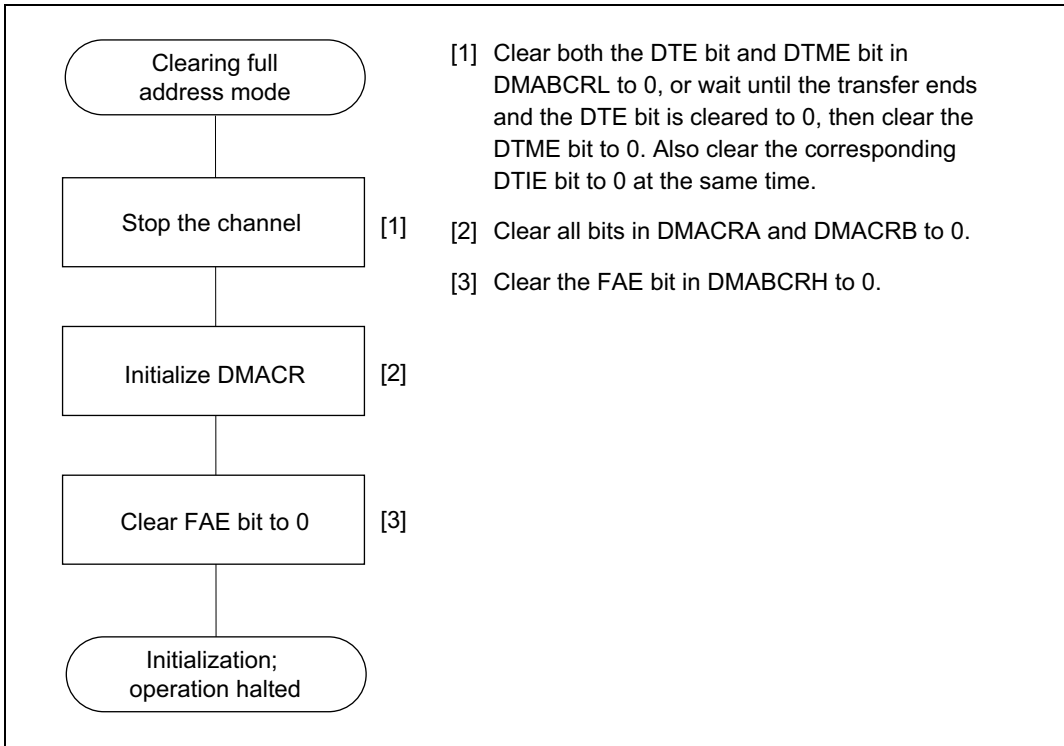 Clearing full
address mode
Stop the channel
[1]
Initialize DMACR
[2]
Clear FAE bit to 0
[3]
Initialization;
operation halted
[1] Clear both the DTE bit and DTME bit in
DMABCRL to 0, or wait until the transfer ends
and the DTE bit is cleared to 0, then clear the
DTME bit to 0. Also clear the corresponding
DTIE bit to 0 at the same time.
[2] Clear all bits in DMACRA and DMACRB to 0.
[3] Clear the FAE bit in DMABCRH to 0.